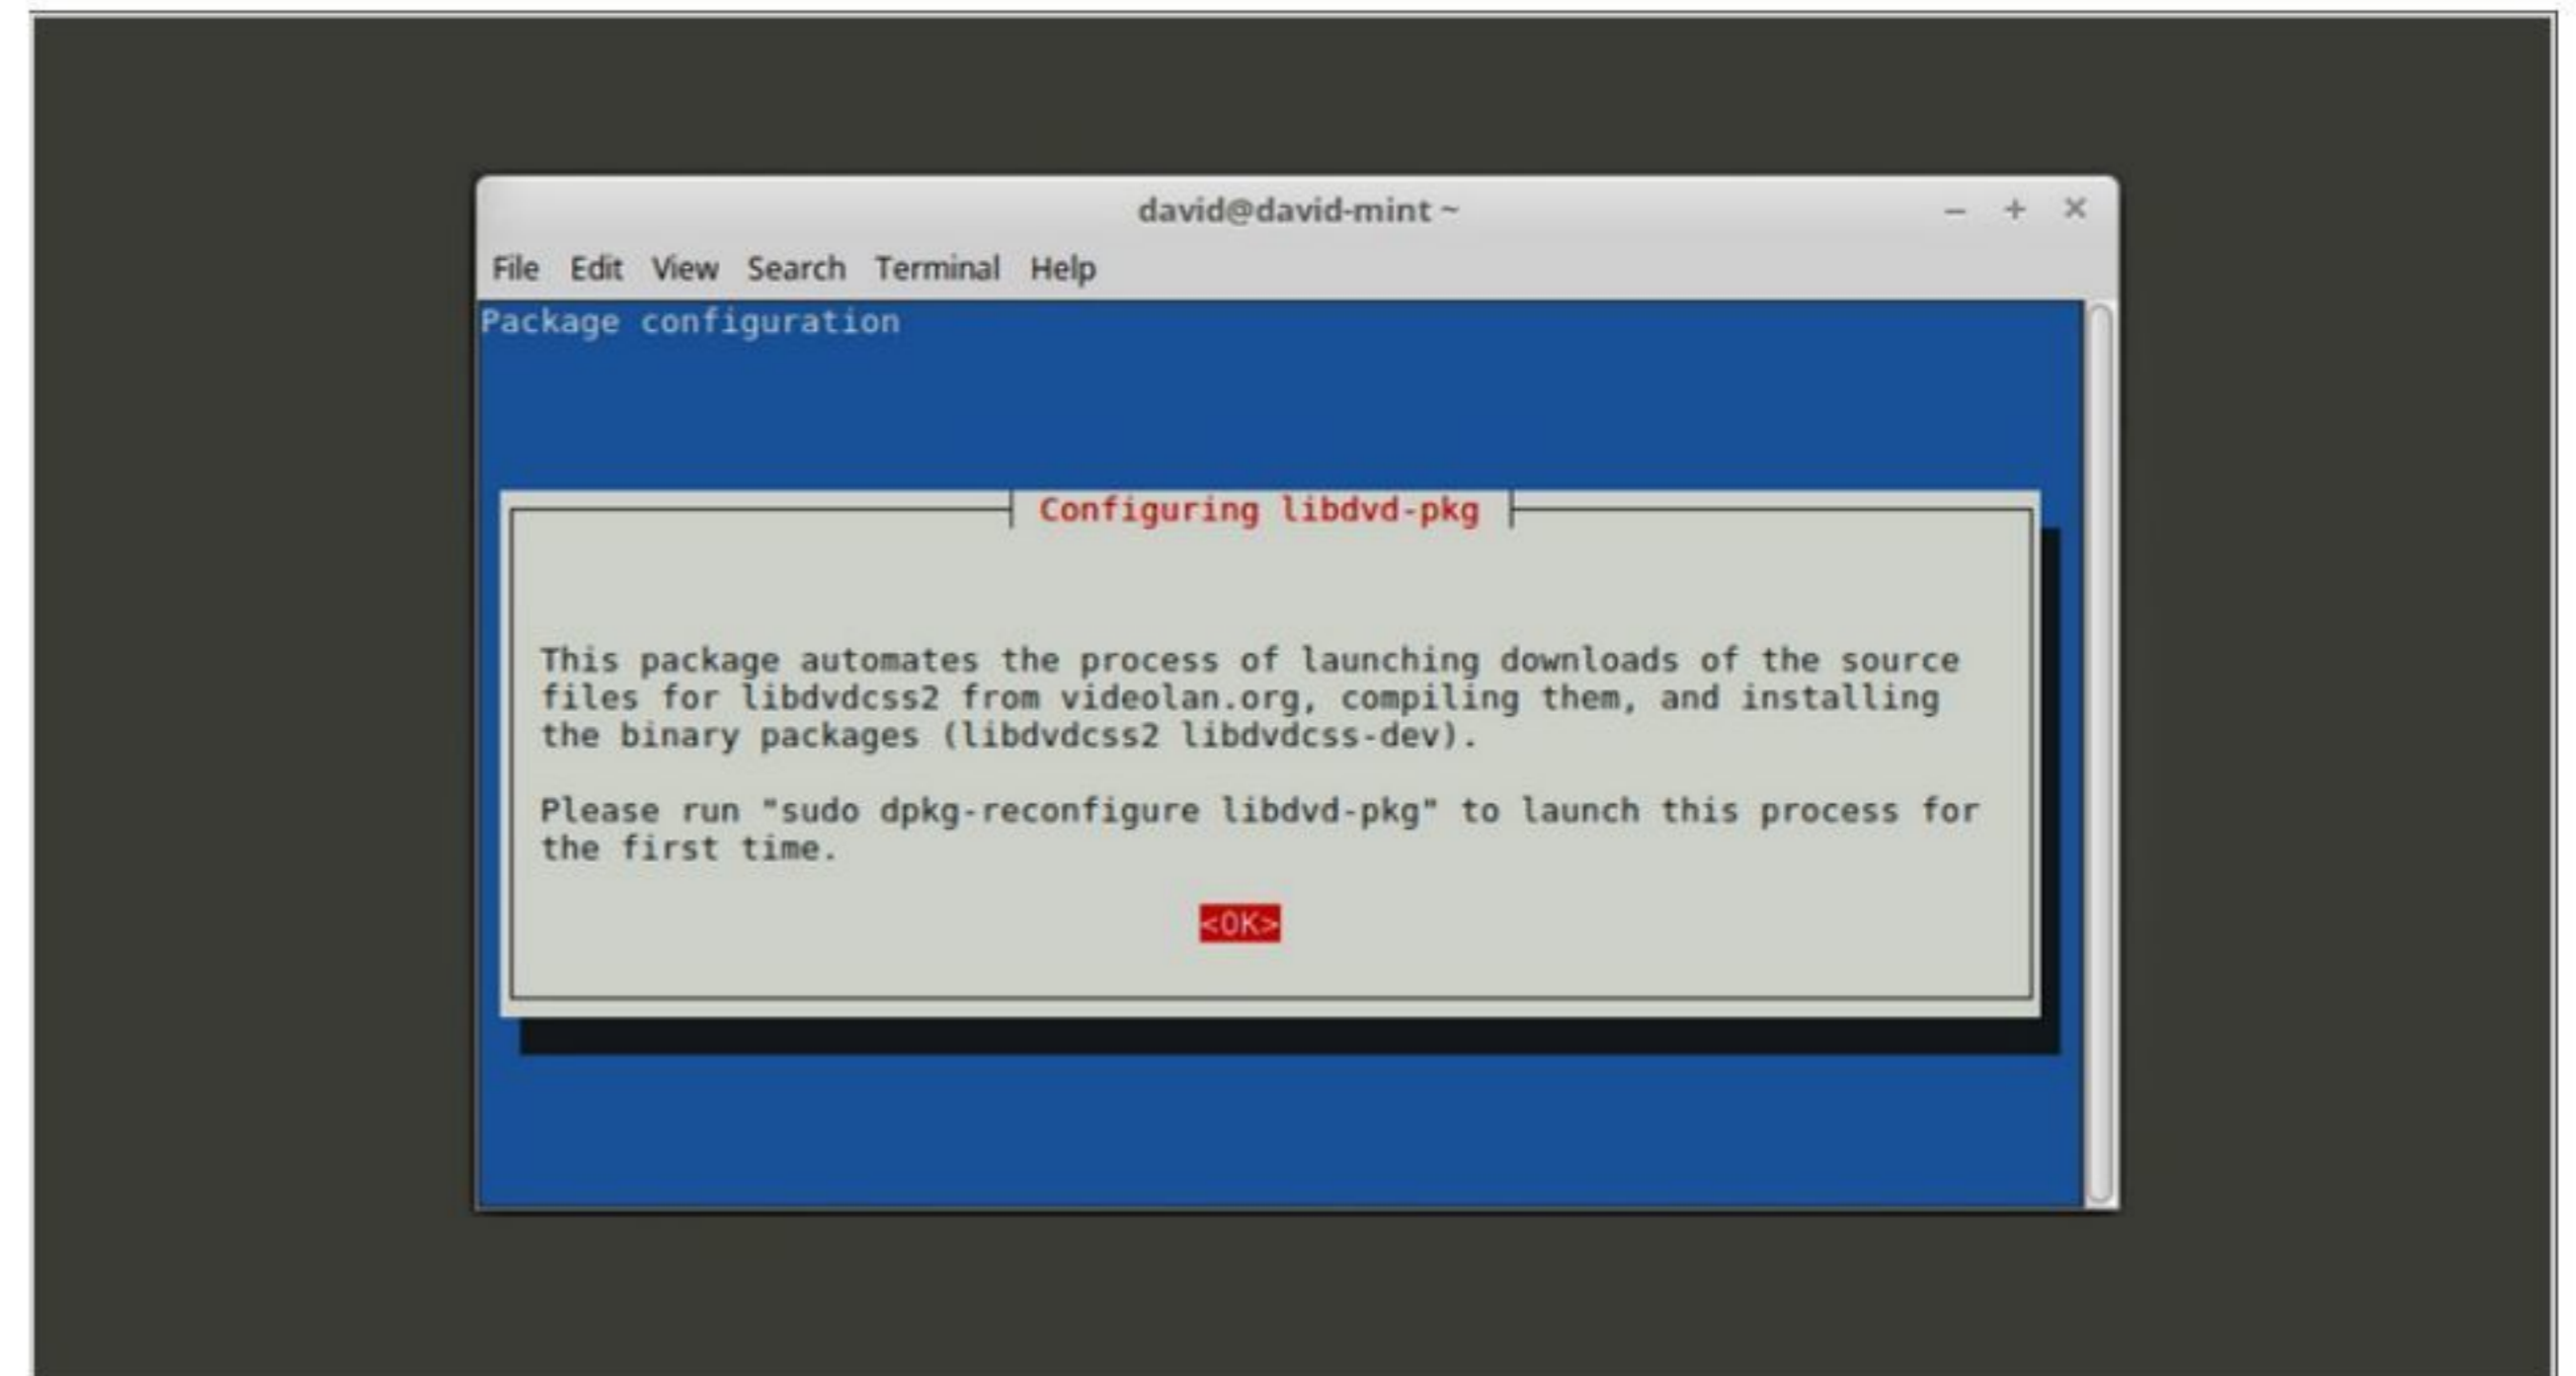 david@david-mint ~
File Edit View Search Terminal Help
Package configuration
Configuring libdvd-pkg
This package automates the process of launching downloads of the source
files for libdvdcss2 from videolan.org, compiling them, and installing
the binary packages (libdvdcss2 libdvdcss-dev).
Please run "sudo dpkg-reconfigure libdvd-pkg" to launch this process for
the first time.
<OK>